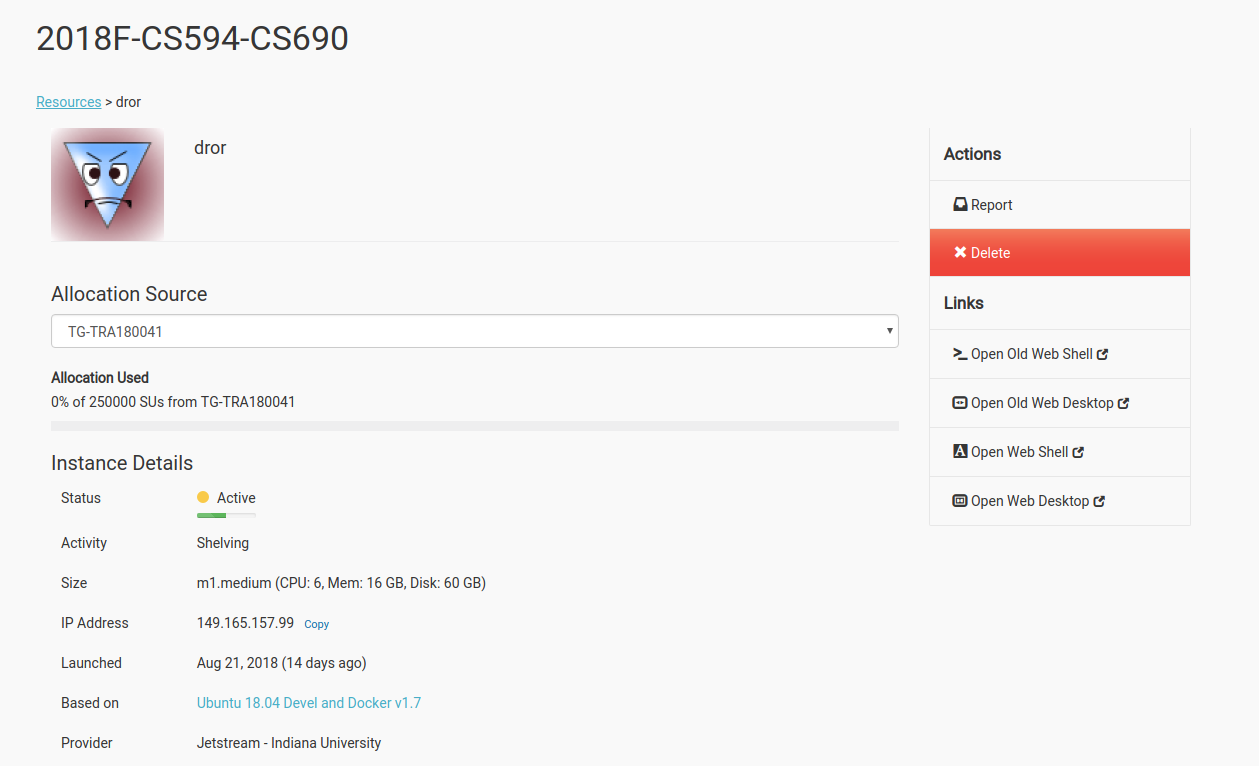 2018F-CS594-CS690
Resources > dror
dror
Allocation Source
TG-TRA180041
Allocation Used
0% of 250000 SUs from TG-TRA180041
Instance Details
Status Active
Activity Shelving
Size m1.medium (CPU: 6, Mem: 16 GB, Disk: 60 GB)
IP Address 149.165.157.99 Copy
Launched Aug 21, 2018 (14 days ago)
Based on Ubuntu 18.04 Devel and Docker v1.7
Provider Jetstream - Indiana University
Actions
Report
Delete
Links
Open Old Web Shell
Open Old Web Desktop
Open Web Shell
Open Web Desktop